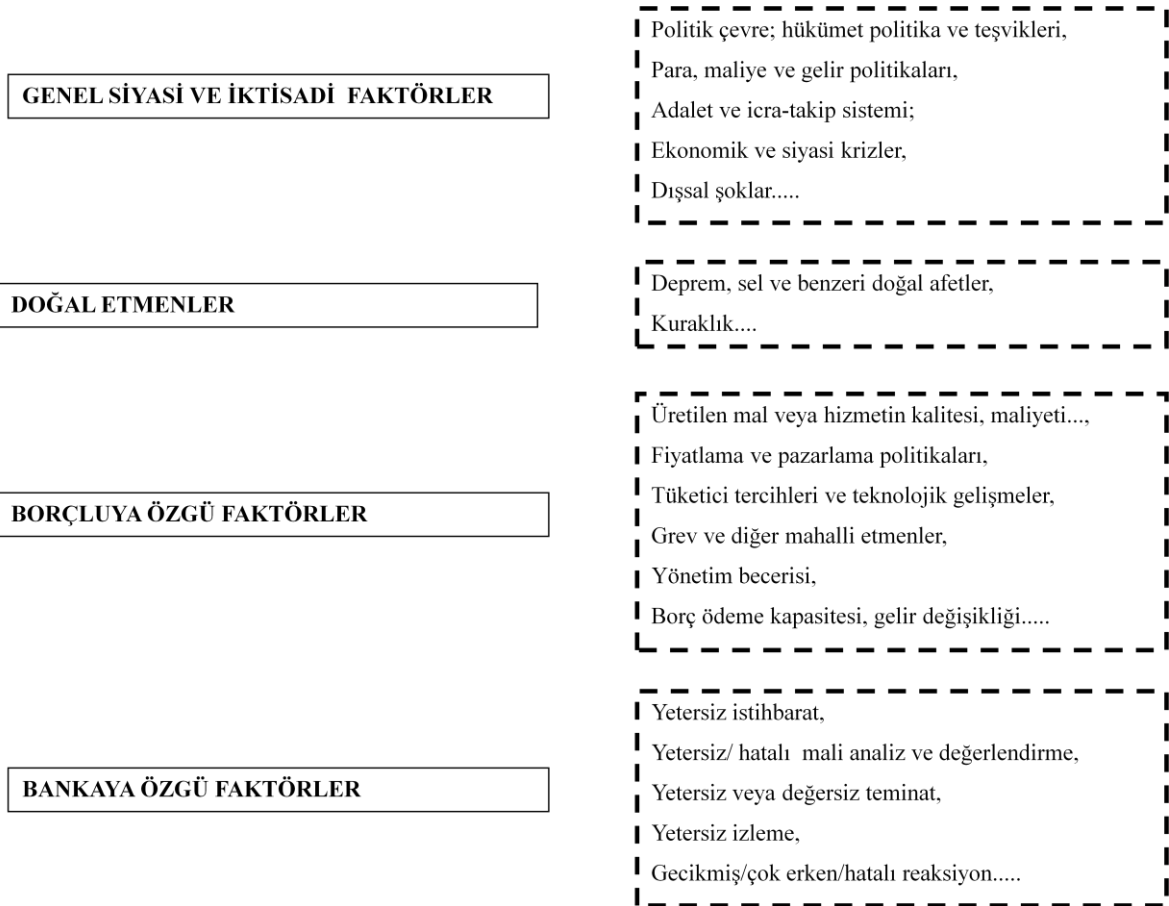 GENEL SİYASİ VE İKTİSADİ FAKTÖRLER
Politik çevre; hükümet politika ve teşvikleri,
Para, maliye ve gelir politikaları,
Adalet ve icra-takip sistemi;
Ekonomik ve siyasi krizler,
Dışsal şoklar.....
DOĞAL ETMENLER
Deprem, sel ve benzeri doğal afetler,
Kuraklık....
BORÇLUYA ÖZGÜ FAKTÖRLER
Üretilen mal veya hizmetin kalitesi, maliyeti...,
Fiyatlama ve pazarlama politikaları,
Tüketici tercihleri ve teknolojik gelişmeler,
Grev ve diğer mahalli etmenler,
Yönetim becerisi,
Borç ödeme kapasitesi, gelir değişikliği.....
BANKAYA ÖZGÜ FAKTÖRLER
Yetersiz istihbarat,
Yetersiz/ hatalı mali analiz ve değerlendirme,
Yetersiz veya değersiz teminat,
Yetersiz izleme,
Gecikmiş/çok erken/hatalı reaksiyon.....